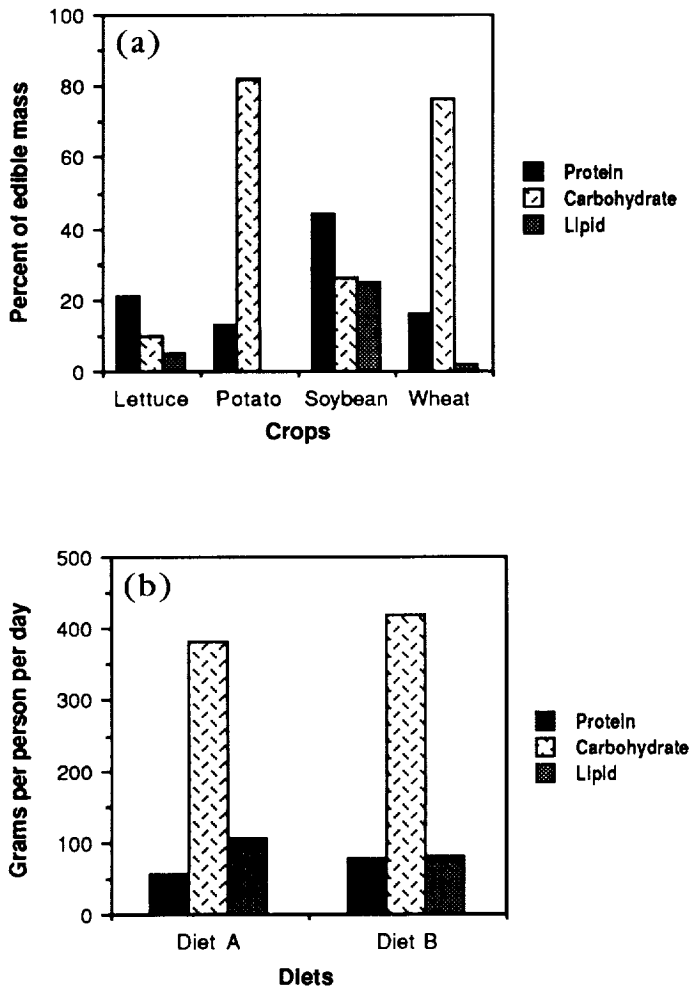 (a)
Percent of edible mass
100
80
60
40
20
0
Lettuce Potato Soybean Wheat
Crops
Protein
Carbohydrate
Lipid
(b)
Grams per person per day
500
400
300
200
100
0
Diet A Diet B
Diets
Protein
Carbohydrate
Lipid